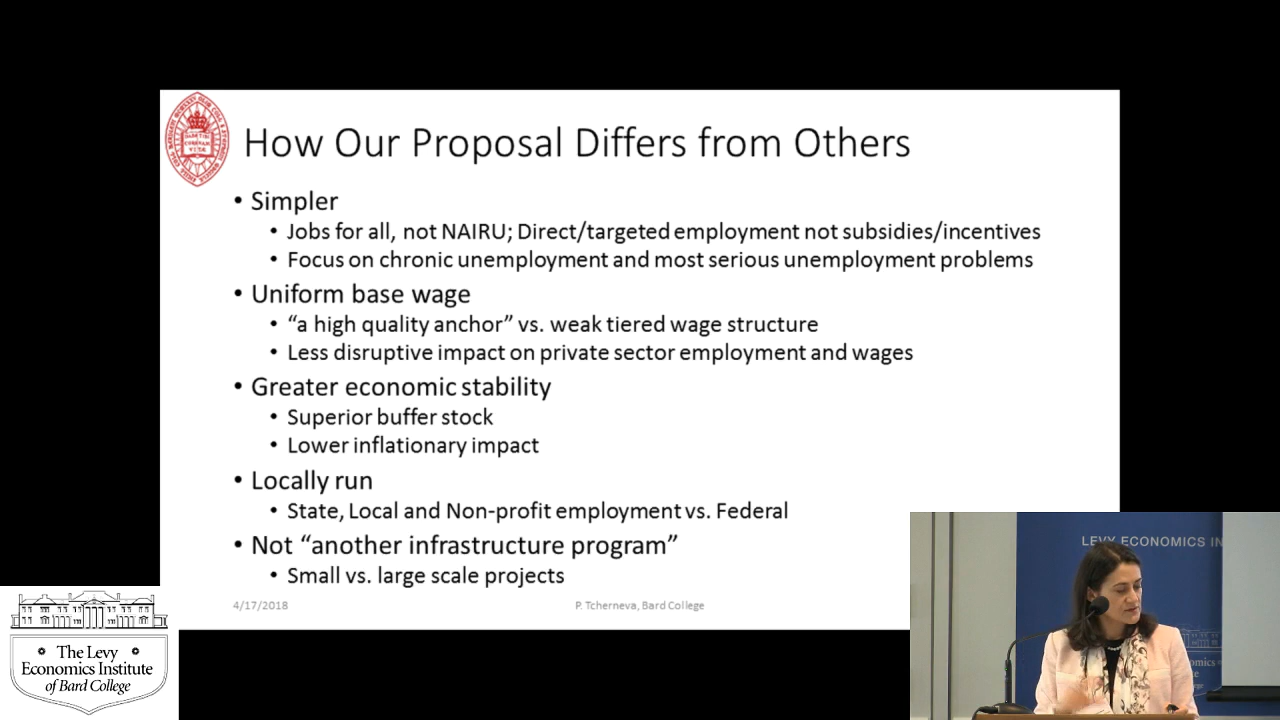 How Our Proposal Differs from Others
• Simpler
• Jobs for all, not NAIRU; Direct/targeted employment not subsidies/incentives
• Focus on chronic unemployment and most serious unemployment problems
• Uniform base wage
• “a high quality anchor” vs. weak tiered wage structure
• Less disruptive impact on private sector employment and wages
• Greater economic stability
• Superior buffer stock
• Lower inflationary impact
• Locally run
• State, Local and Non-profit employment vs. Federal
• Not “another infrastructure program”
• Small vs. large scale projects
4/17/2018
P. Tcherneva, Bard College
The Levy
Economics Institute
of Bard College
LEVY ECONOMICS IN